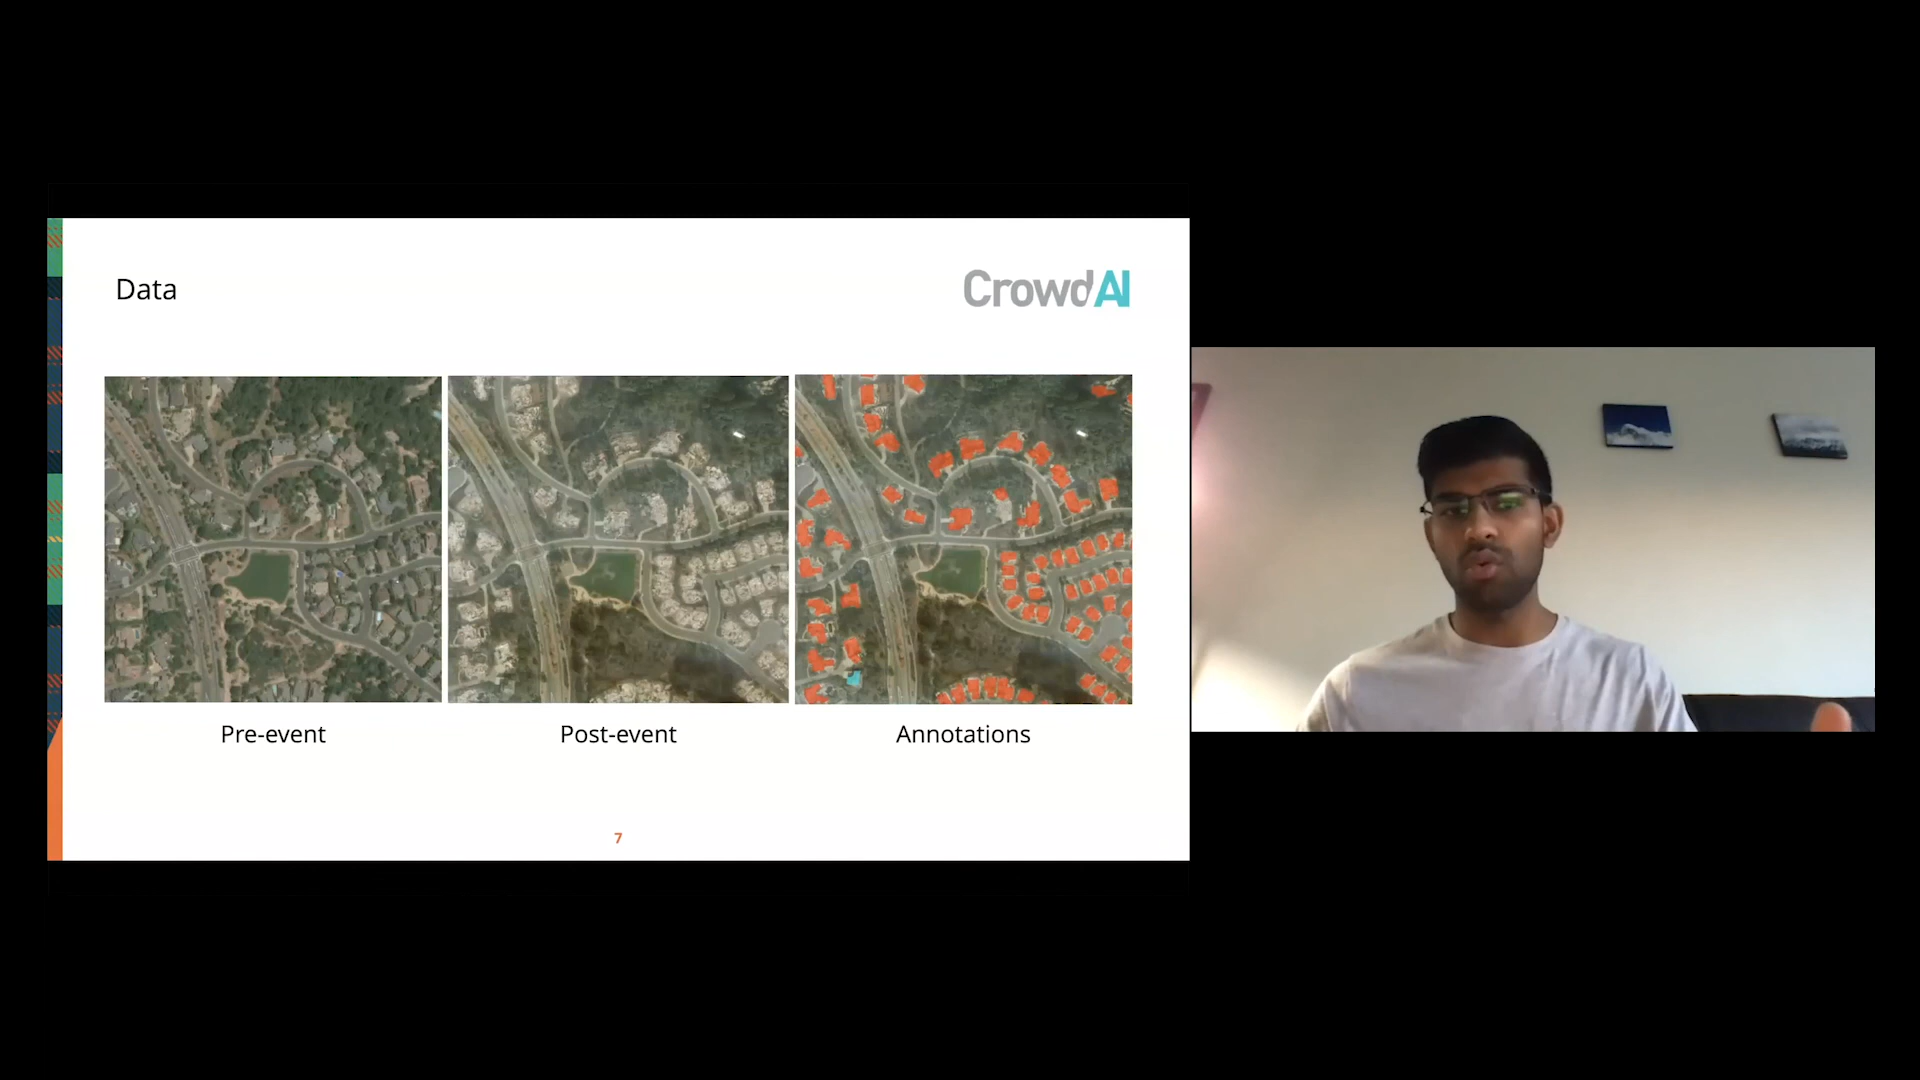 Data
CrowdAI
Pre-event
Post-event
Annotations
7